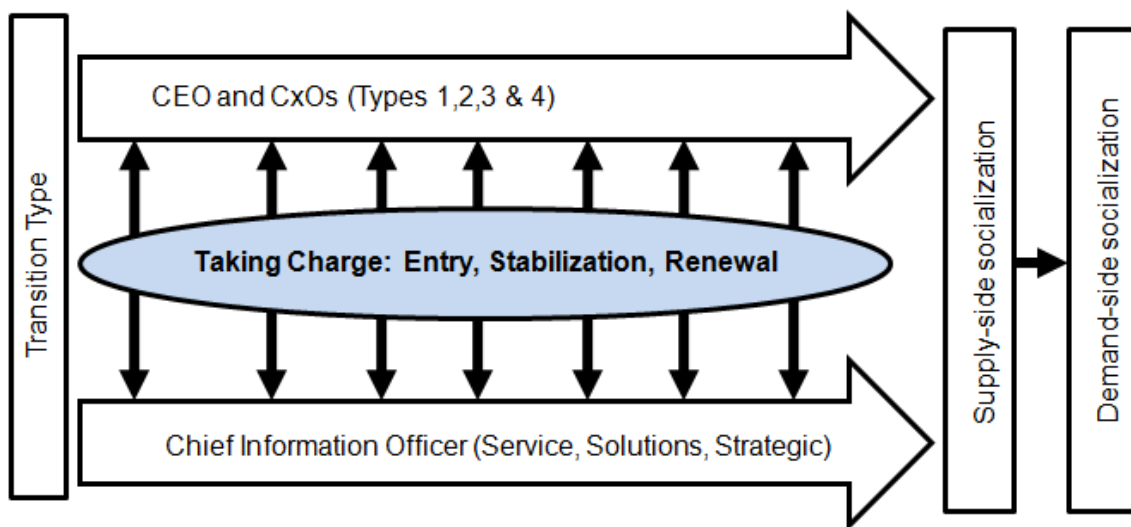 Transition Type
CEO and CxOs (Types 1,2,3 & 4)
Taking Charge: Entry, Stabilization, Renewal
Chief Information Officer (Service, Solutions, Strategic)
Supply-side socialization
Demand-side socialization